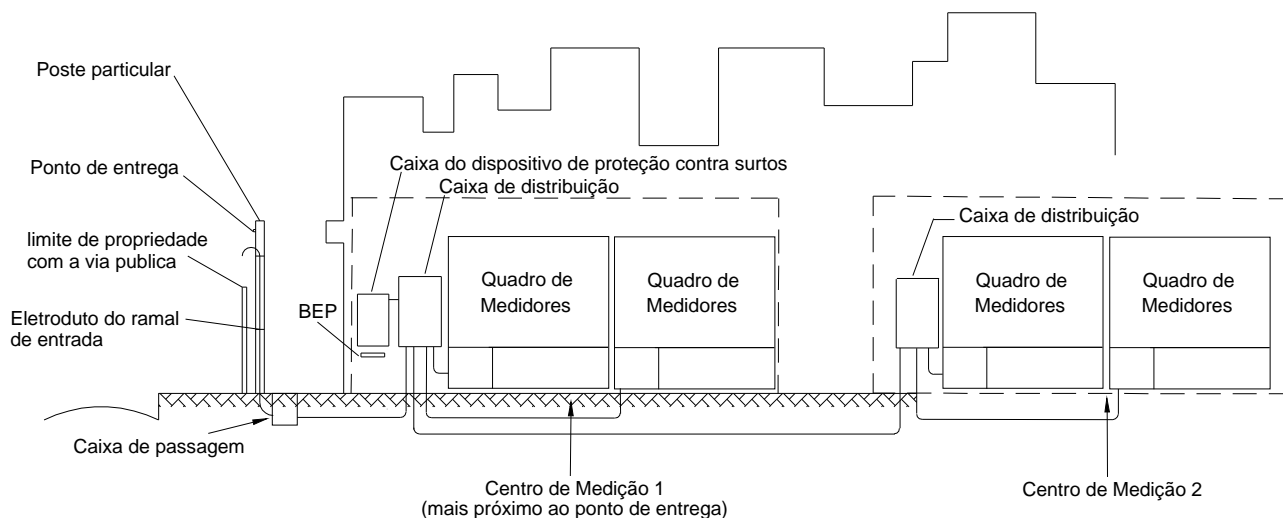 Poste particular
Ponto de entrega
limite de propriedade
com a via publica
Eletroduto do ramal
de entrada
Caixa de passagem
BEP
Caixa do dispositivo de proteção contra surtos
Caixa de distribuição
Quadro de
Medidores
Quadro de
Medidores
Centro de Medição 1
(mais próximo ao ponto de entrega)
Caixa de distribuição
Quadro de
Medidores
Quadro de
Medidores
Centro de Medição 2